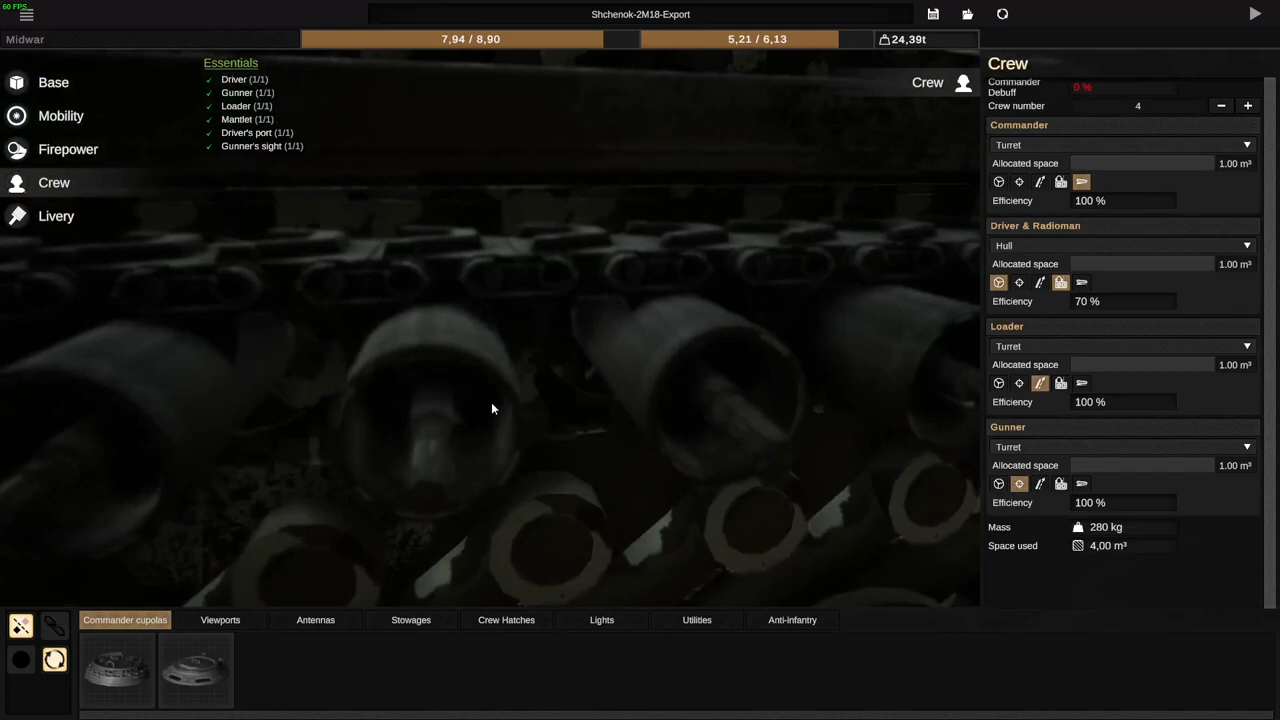 60 FPS
Shchenok-2M18-Export
Midwar
7,94 / 8,90
5,21 / 6,13
24,39t
Essentials
✓ Driver (1/1)
✓ Gunner (1/1)
✓ Loader (1/1)
✓ Mantlet (1/1)
✓ Driver's port (1/1)
✓ Gunner's sight (1/1)
Base
Mobility
Firepower
Crew
Livery
Crew
Crew
Commander
Debuff
0 %
Crew number 4 − +
Commander
Turret
Allocated space 1.00 m³
Efficiency 100 %
Driver & Radioman
Hull
Allocated space 1.00 m³
Efficiency 70 %
Loader
Turret
Allocated space 1.00 m³
Efficiency 100 %
Gunner
Turret
Allocated space 1.00 m³
Efficiency 100 %
Mass 280 kg
Space used 4,00 m³
Commander cupolas Viewports Antennas Stowages Crew Hatches Lights Utilities Anti-infantry